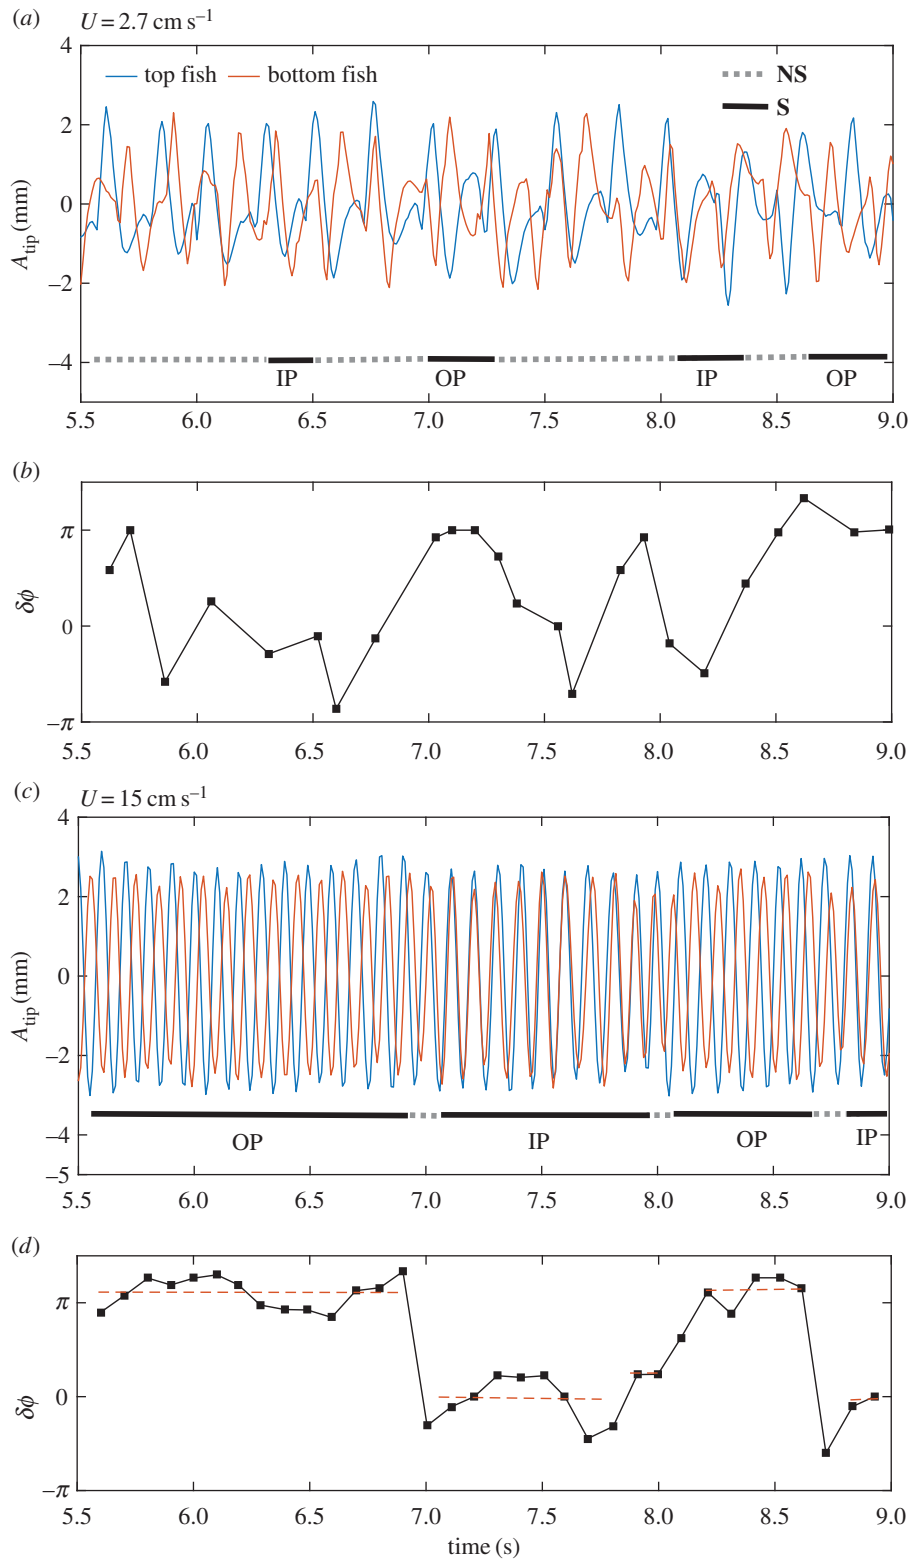 (a) U = 2.7 cm s⁻¹
4
top fish bottom fish NS
S
2
0
−2
−4
A_tip (mm)
IP OP IP OP
5.5 6.0 6.5 7.0 7.5 8.0 8.5 9.0
(b)
π
0
−π
δϕ
5.5 6.0 6.5 7.0 7.5 8.0 8.5 9.0
(c) U = 15 cm s⁻¹
4
2
0
−2
−4
−5
A_tip (mm)
OP IP OP IP
5.5 6.0 6.5 7.0 7.5 8.0 8.5 9.0
(d)
π
0
−π
δϕ
5.5 6.0 6.5 7.0 7.5 8.0 8.5 9.0
time (s)